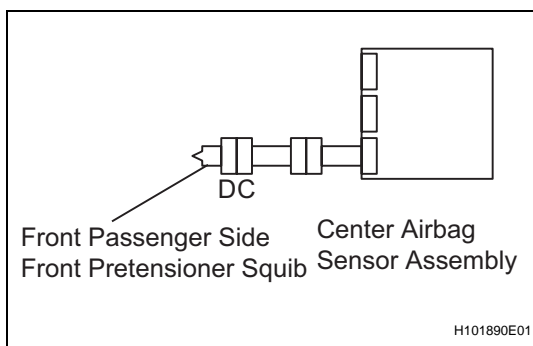 DC
Front Passenger Side
Front Pretensioner Squib
Center Airbag
Sensor Assembly
H101890E01